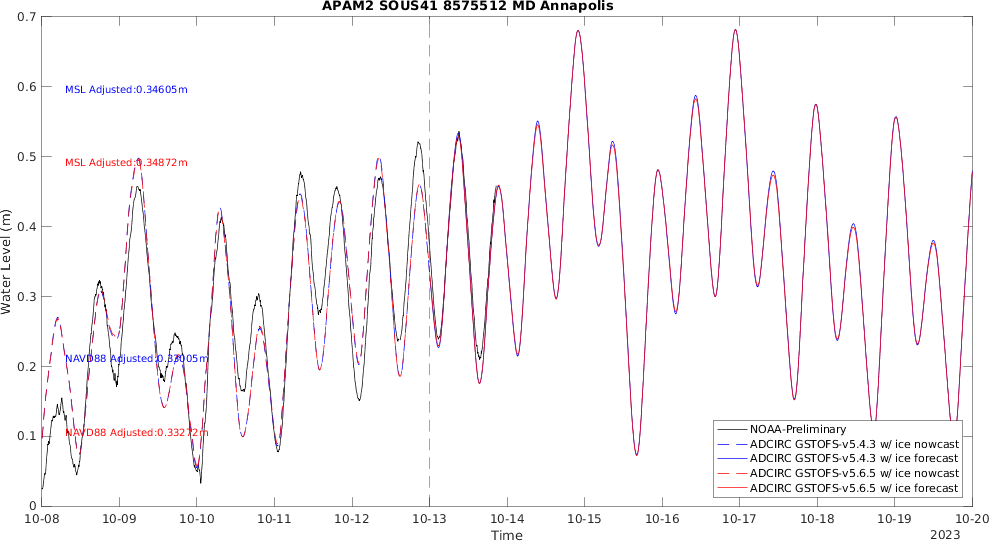 APAM2 SOUS41 8575512 MD Annapolis
0.7
0.6
0.5
0.4
0.3
0.2
0.1
0
Water Level (m)
MSL Adjusted:0.34605m
MSL Adjusted:0.34872m
NAVD88 Adjusted:0.33005m
NAVD88 Adjusted:0.33272m
NOAA-Preliminary
ADCIRC GSTOFS-v5.4.3 w/ ice nowcast
ADCIRC GSTOFS-v5.4.3 w/ ice forecast
ADCIRC GSTOFS-v5.6.5 w/ ice nowcast
ADCIRC GSTOFS-v5.6.5 w/ ice forecast
10-08 10-09 10-10 10-11 10-12 10-13 10-14 10-15 10-16 10-17 10-18 10-19 10-20
Time
2023